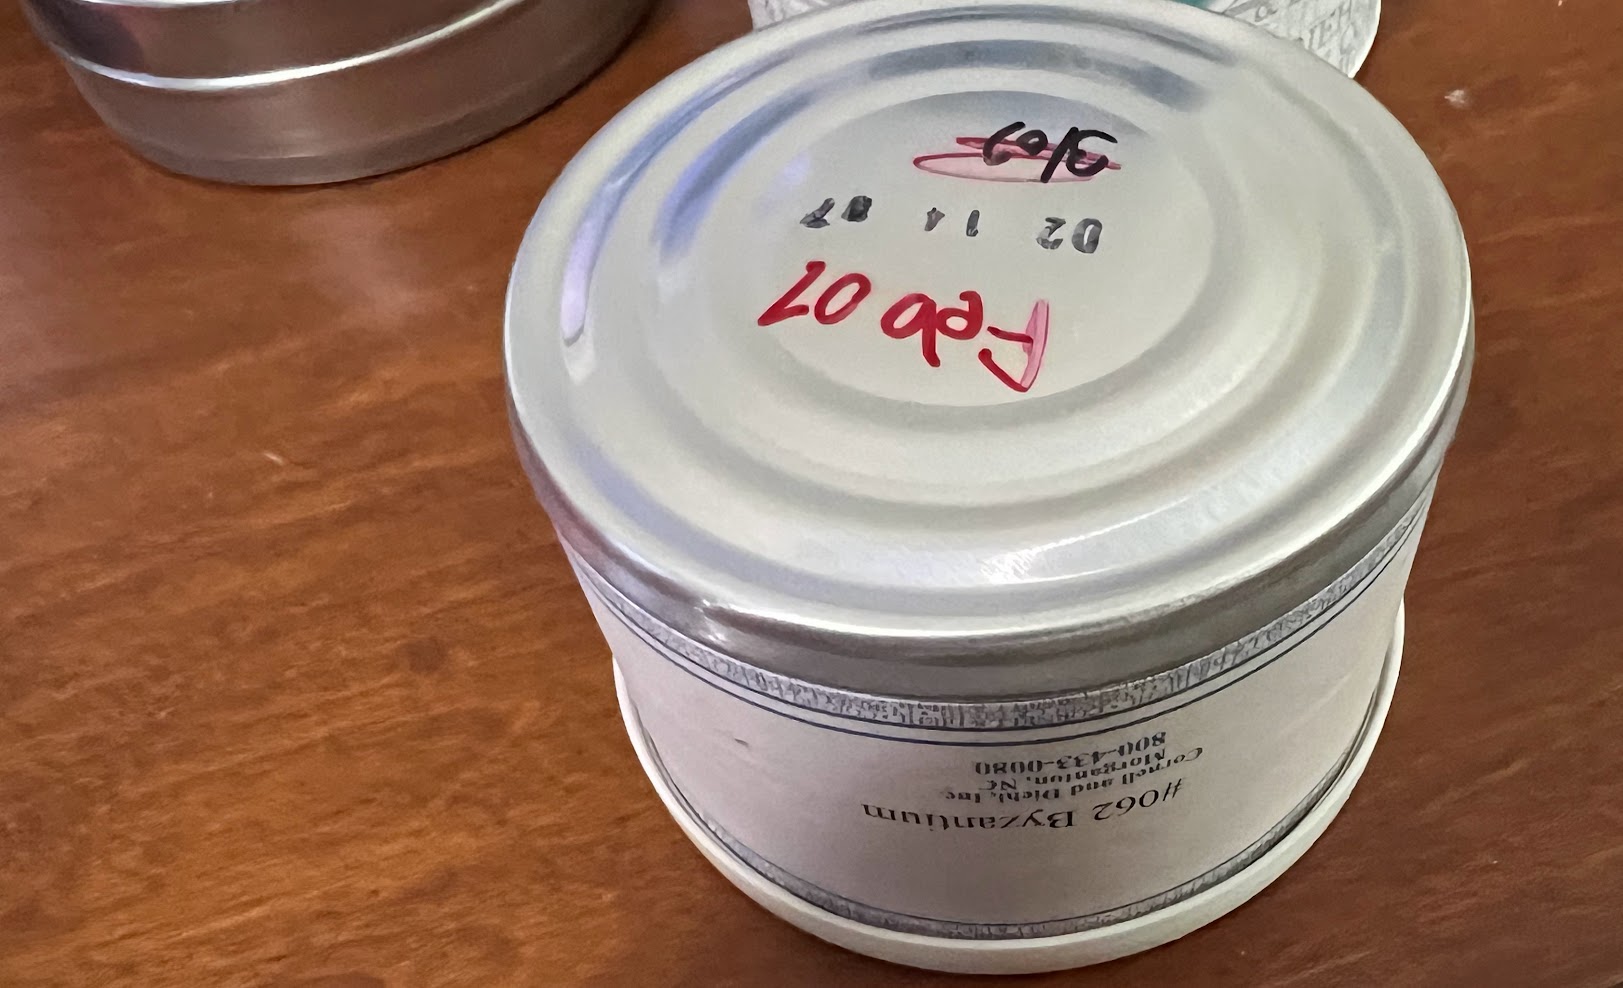 #062 Byzantium
Cornell and Diehl, Inc
Morganton, NC
800-433-0080
Feb 07
02 14 07
3/09